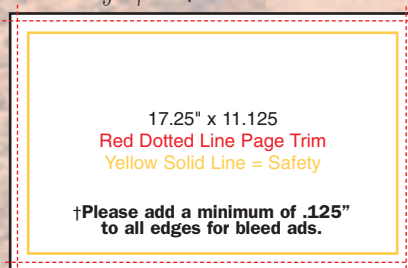 17.25" x 11.125
Red Dotted Line Page Trim
Yellow Solid Line = Safety
†Please add a minimum of .125”
to all edges for bleed ads.